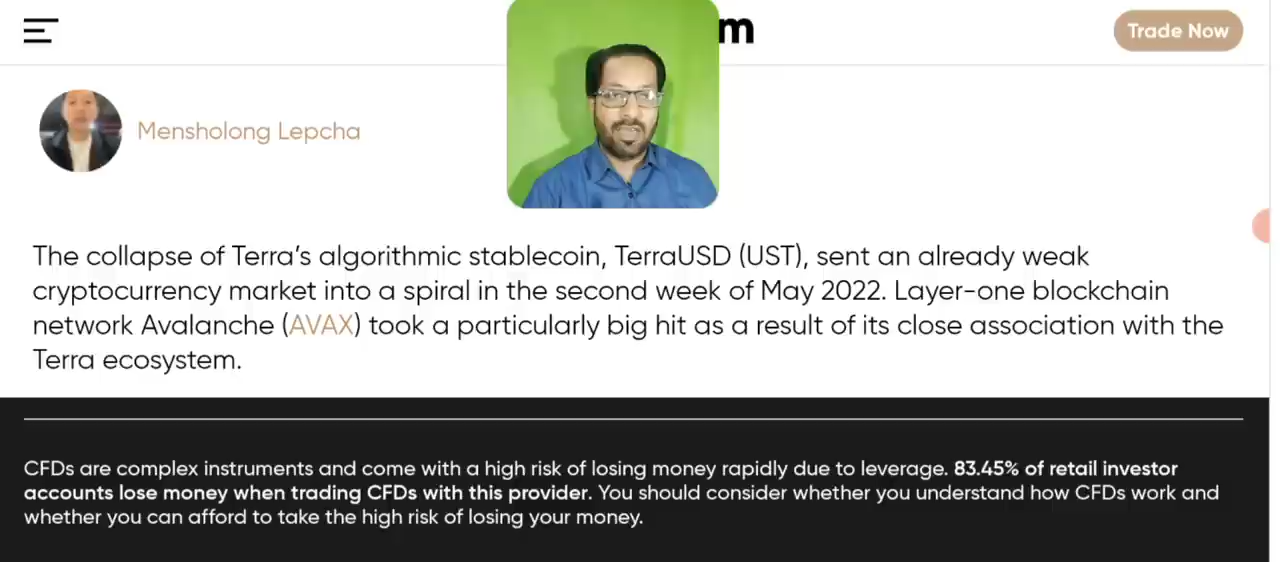 m
Trade Now
Mensholong Lepcha
The collapse of Terra’s algorithmic stablecoin, TerraUSD (UST), sent an already weak
cryptocurrency market into a spiral in the second week of May 2022. Layer-one blockchain
network Avalanche (AVAX) took a particularly big hit as a result of its close association with the
Terra ecosystem.
CFDs are complex instruments and come with a high risk of losing money rapidly due to leverage. 83.45% of retail investor
accounts lose money when trading CFDs with this provider. You should consider whether you understand how CFDs work and
whether you can afford to take the high risk of losing your money.